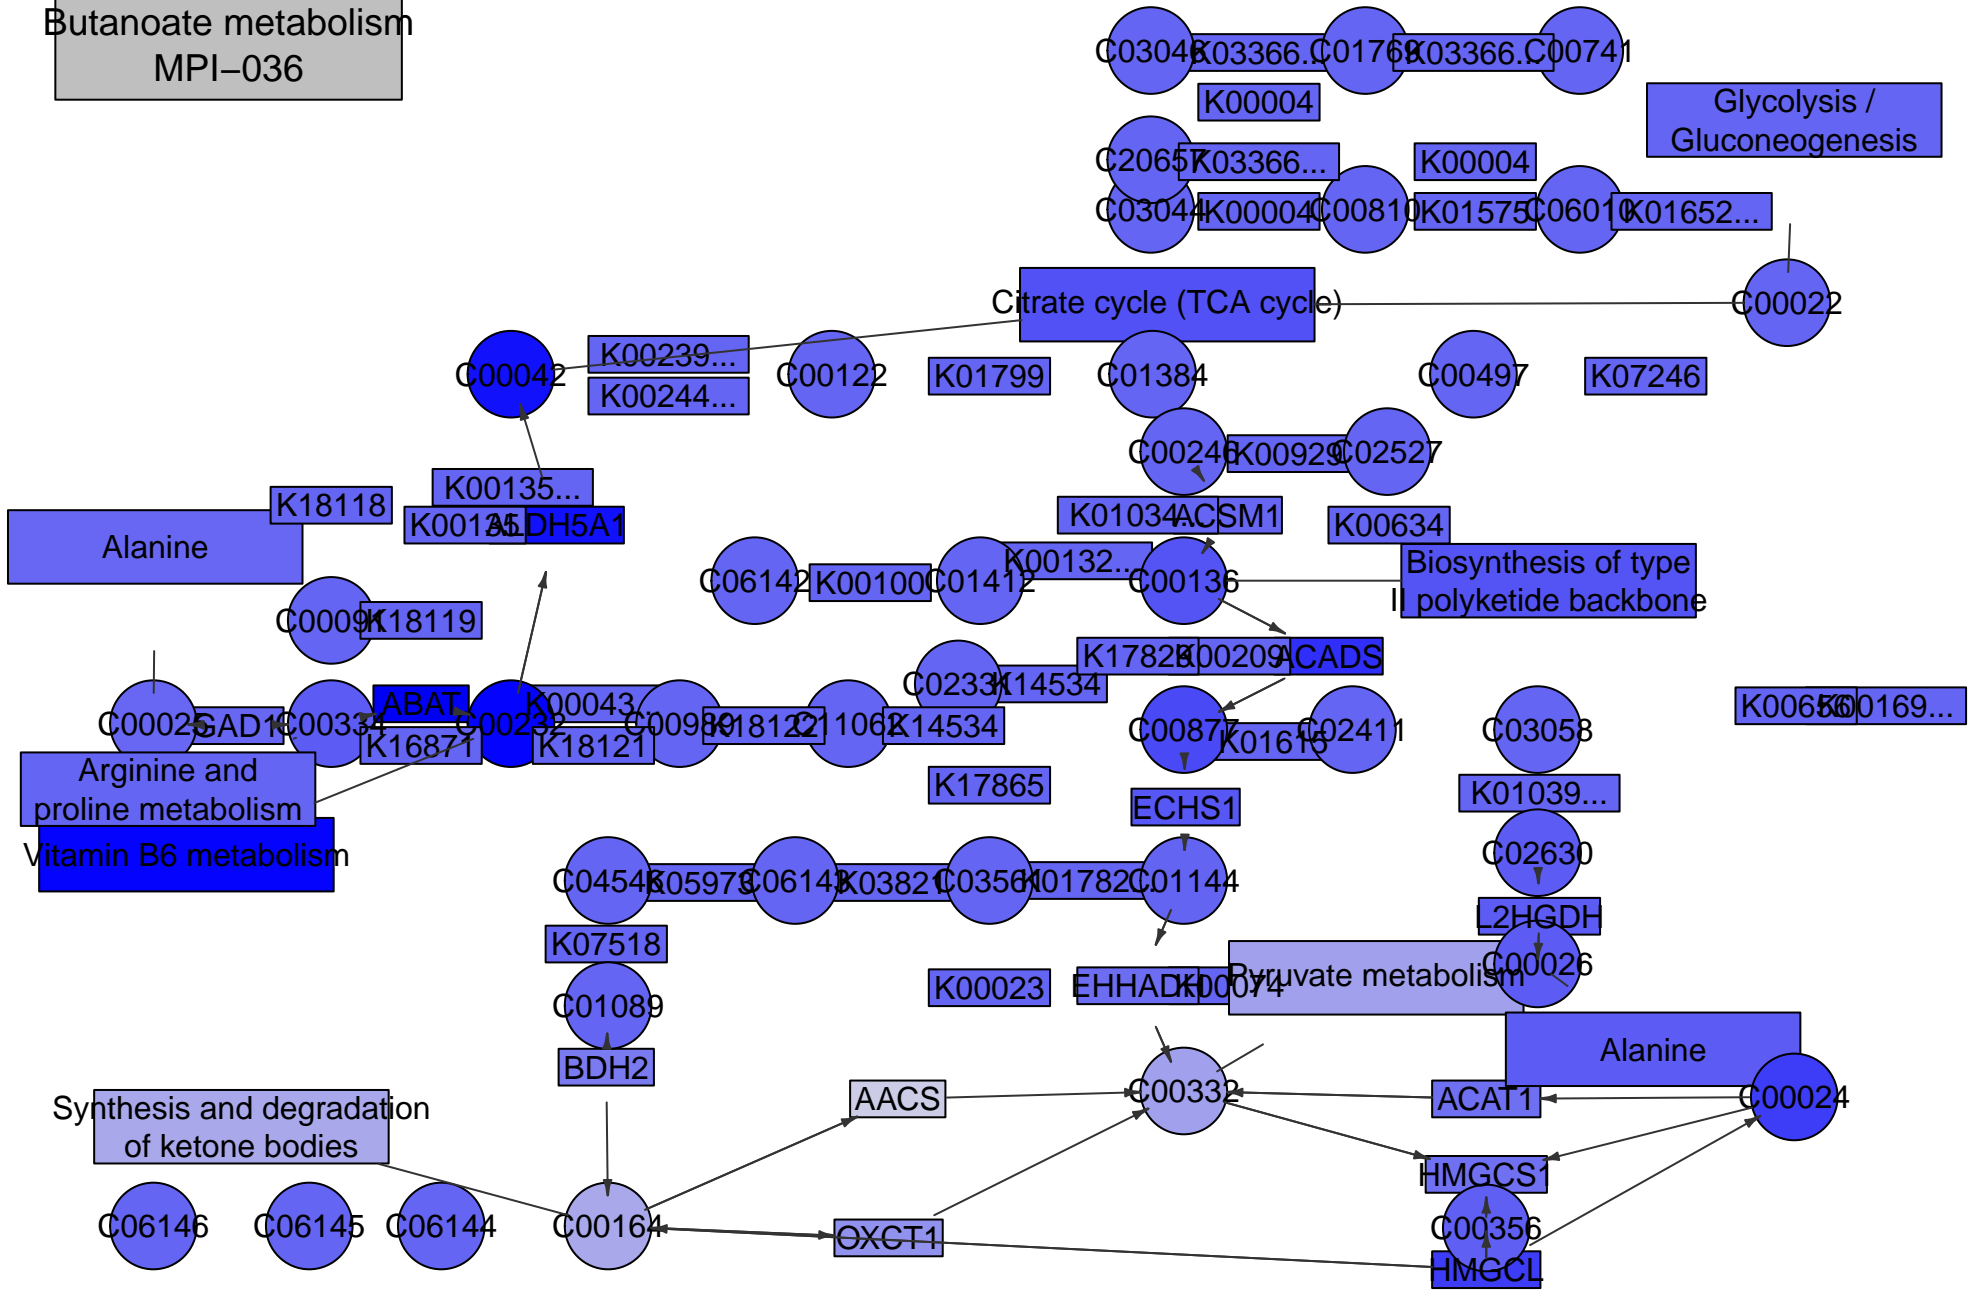 Butanoate metabolism
MPI−036
C03046
K03366...
C01769
K03366...
C00741
K00004
Glycolysis /
Gluconeogenesis
C20657
K03366...
K00004
C03044
K00004
C00810
K01575
C06010
K01652...
Citrate cycle (TCA cycle)
C00022
C00042
K00239...
K00244...
C00122
K01799
C01384
C00497
K07246
C00246
K00929
C02527
K18118
K00135...
K00135
ALDH5A1
K01034...
ACSM1
K00634
Alanine
C06142
K00100
C01412
K00132...
C00136
Biosynthesis of type
II polyketide backbone
C00091
K18119
K17829
K00209
ACADS
C02331
K14534
C00025
GAD1
C00334
ABAT
K16871
C00232
K00043...
K18121
C00989
K18122
C11062
K14534
C00877
K01615
C02411
C03058
K00656
K00169...
Arginine and
proline metabolism
K17865
ECHS1
K01039...
Vitamin B6 metabolism
C04546
K05973
C06143
K03821
C03561
K01782...
C01144
C02630
K07518
L2HGDH
C01089
K00023
EHHADH
K00074
Pyruvate metabolism
C00026
BDH2
Alanine
Synthesis and degradation
of ketone bodies
AACS
C00332
ACAT1
C00024
HMGCS1
C06146
C06145
C06144
C00164
OXCT1
C00356
HMGCL